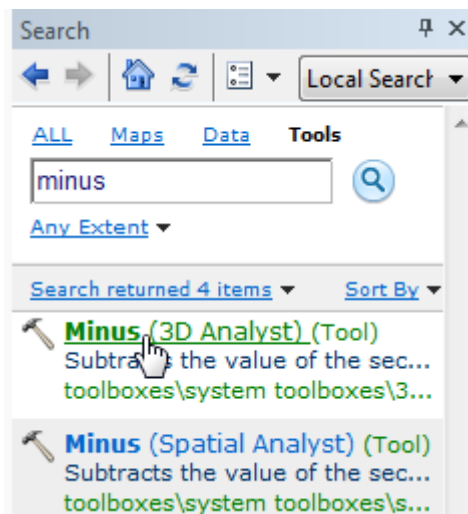 Search
Local Search
ALL Maps Data Tools
minus
Any Extent
Search returned 4 items Sort By
Minus (3D Analyst) (Tool)
Subtracts the value of the sec...
toolboxes\system toolboxes\3...
Minus (Spatial Analyst) (Tool)
Subtracts the value of the sec...
toolboxes\system toolboxes\s...